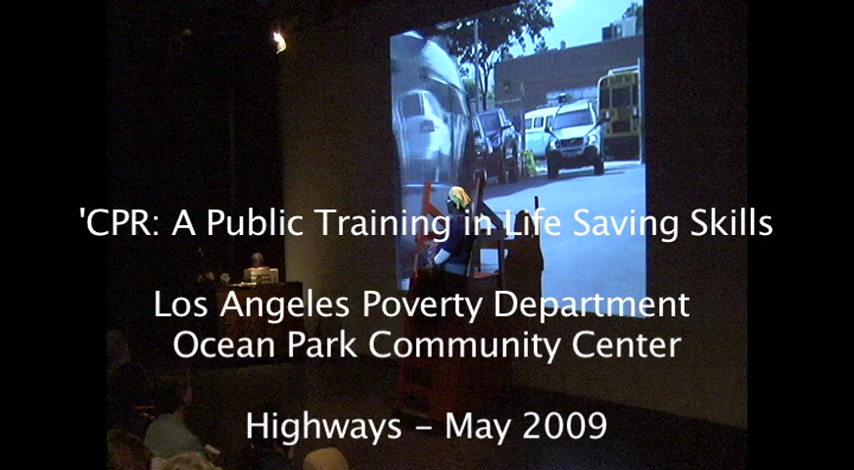 'CPR: A Public Training in Life Saving Skills
Los Angeles Poverty Department
Ocean Park Community Center
Highways - May 2009